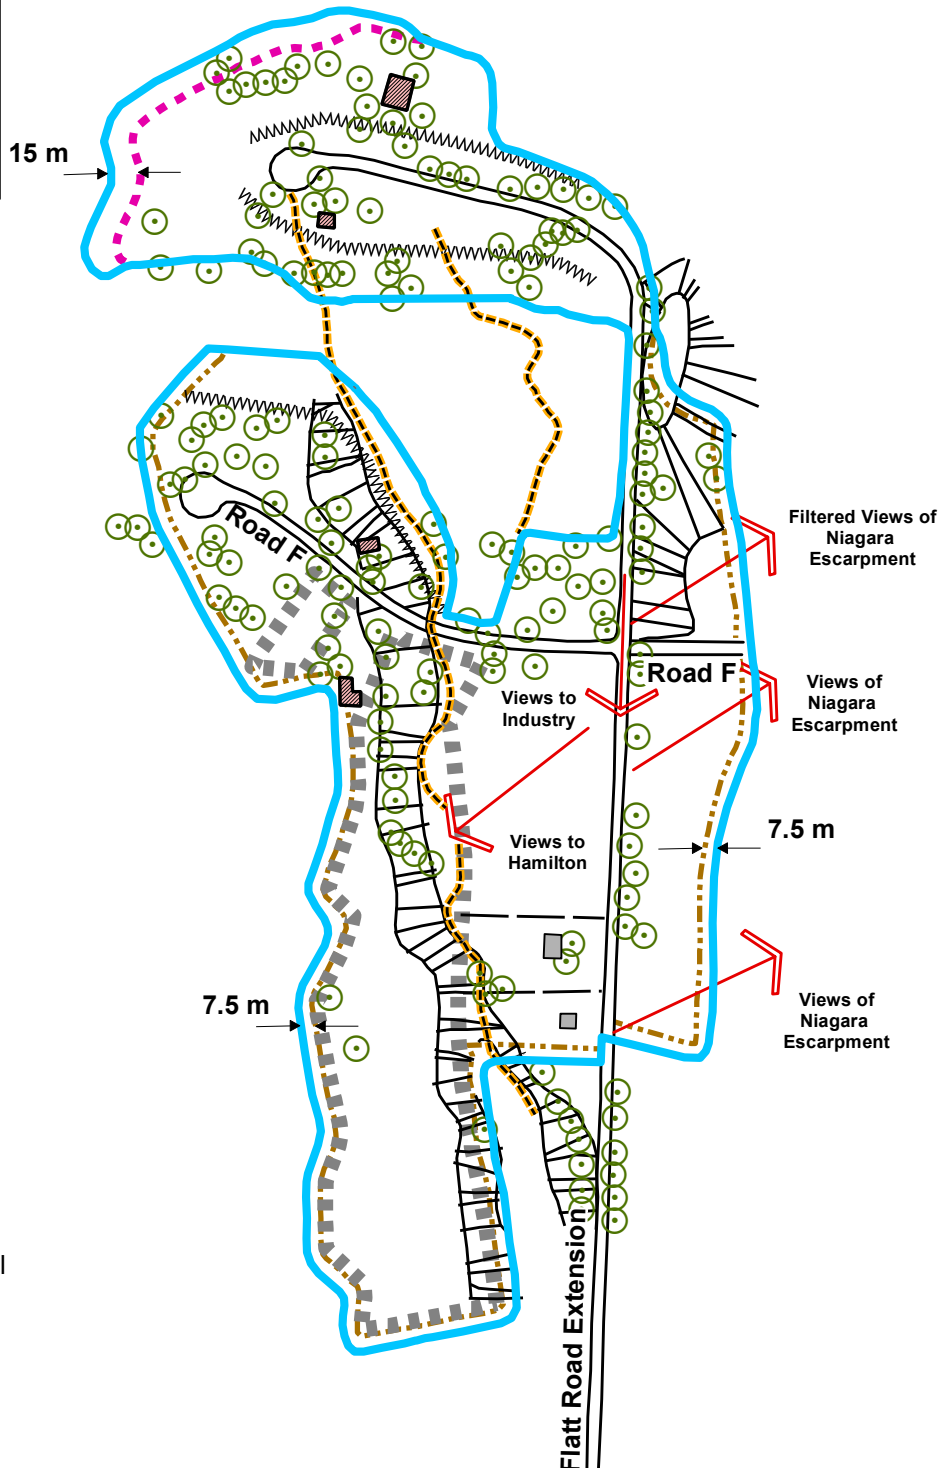 15 m
Filtered Views of
Niagara
Escarpment
Road F
Road F
Views to
Industry
Views of
Niagara
Escarpment
7.5 m
Views to
Hamilton
7.5 m
Views of
Niagara
Escarpment
Flatt Road Extension
l